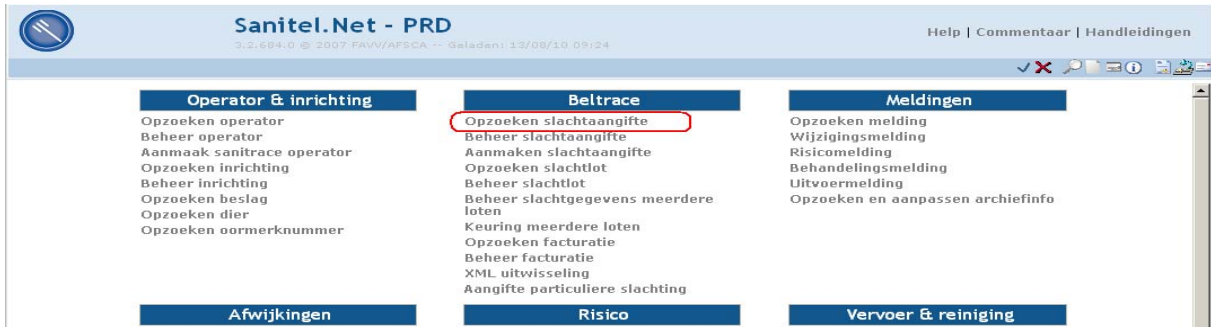 Sanitel.Net - PRD
3.2.684.0 © 2007 FAVV/AFSCA -- Geladen: 13/08/10 09:24
Help | Commentaar | Handleidingen
Operator & inrichting
Opzoeken operator
Beheer operator
Aanmaak sanitrace operator
Opzoeken inrichting
Beheer inrichting
Opzoeken beslag
Opzoeken dier
Opzoeken oormerknummer
Beltrace
Opzoeken slachtaangifte
Beheer slachtaangifte
Aanmaken slachtaangifte
Opzoeken slachtlot
Beheer slachtlot
Beheer slachtgegevens meerdere
loten
Keuring meerdere loten
Opzoeken facturatie
Beheer facturatie
XML uitwisseling
Aangifte particuliere slachting
Meldingen
Opzoeken melding
Wijzigingsmelding
Risicomelding
Behandelingsmelding
Uitvoermelding
Opzoeken en aanpassen archiefinfo
Afwijkingen
Risico
Vervoer & reiniging